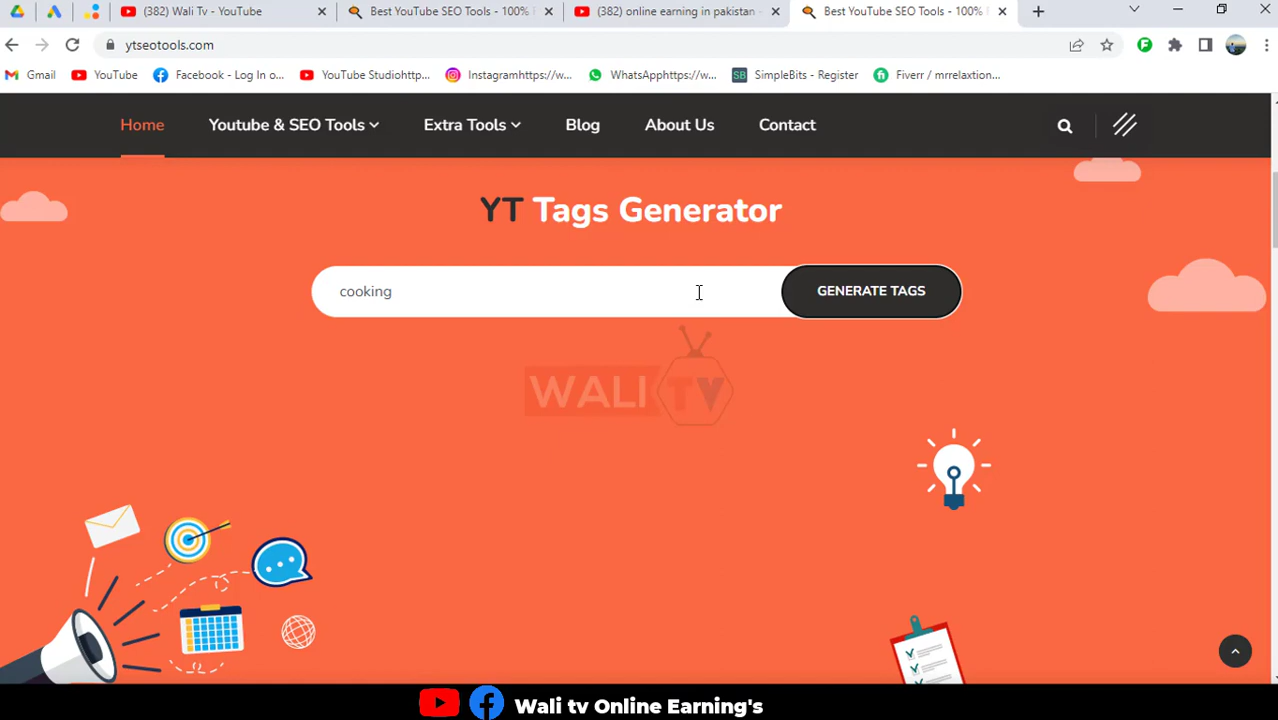 (382) Wali Tv - YouTube
Best YouTube SEO Tools - 100% F
(382) online earning in pakistan -
Best YouTube SEO Tools - 100% F
ytseotools.com
Gmail
YouTube
Facebook - Log In o...
YouTube Studiohttp...
Instagramhttps://w...
WhatsApphttps://w...
SB
SimpleBits - Register
fi
Fiverr / mrrelaxtion...
Home
Youtube & SEO Tools
Extra Tools
Blog
About Us
Contact
YT Tags Generator
cooking
GENERATE TAGS
WALI TV
Wali tv Online Earning's